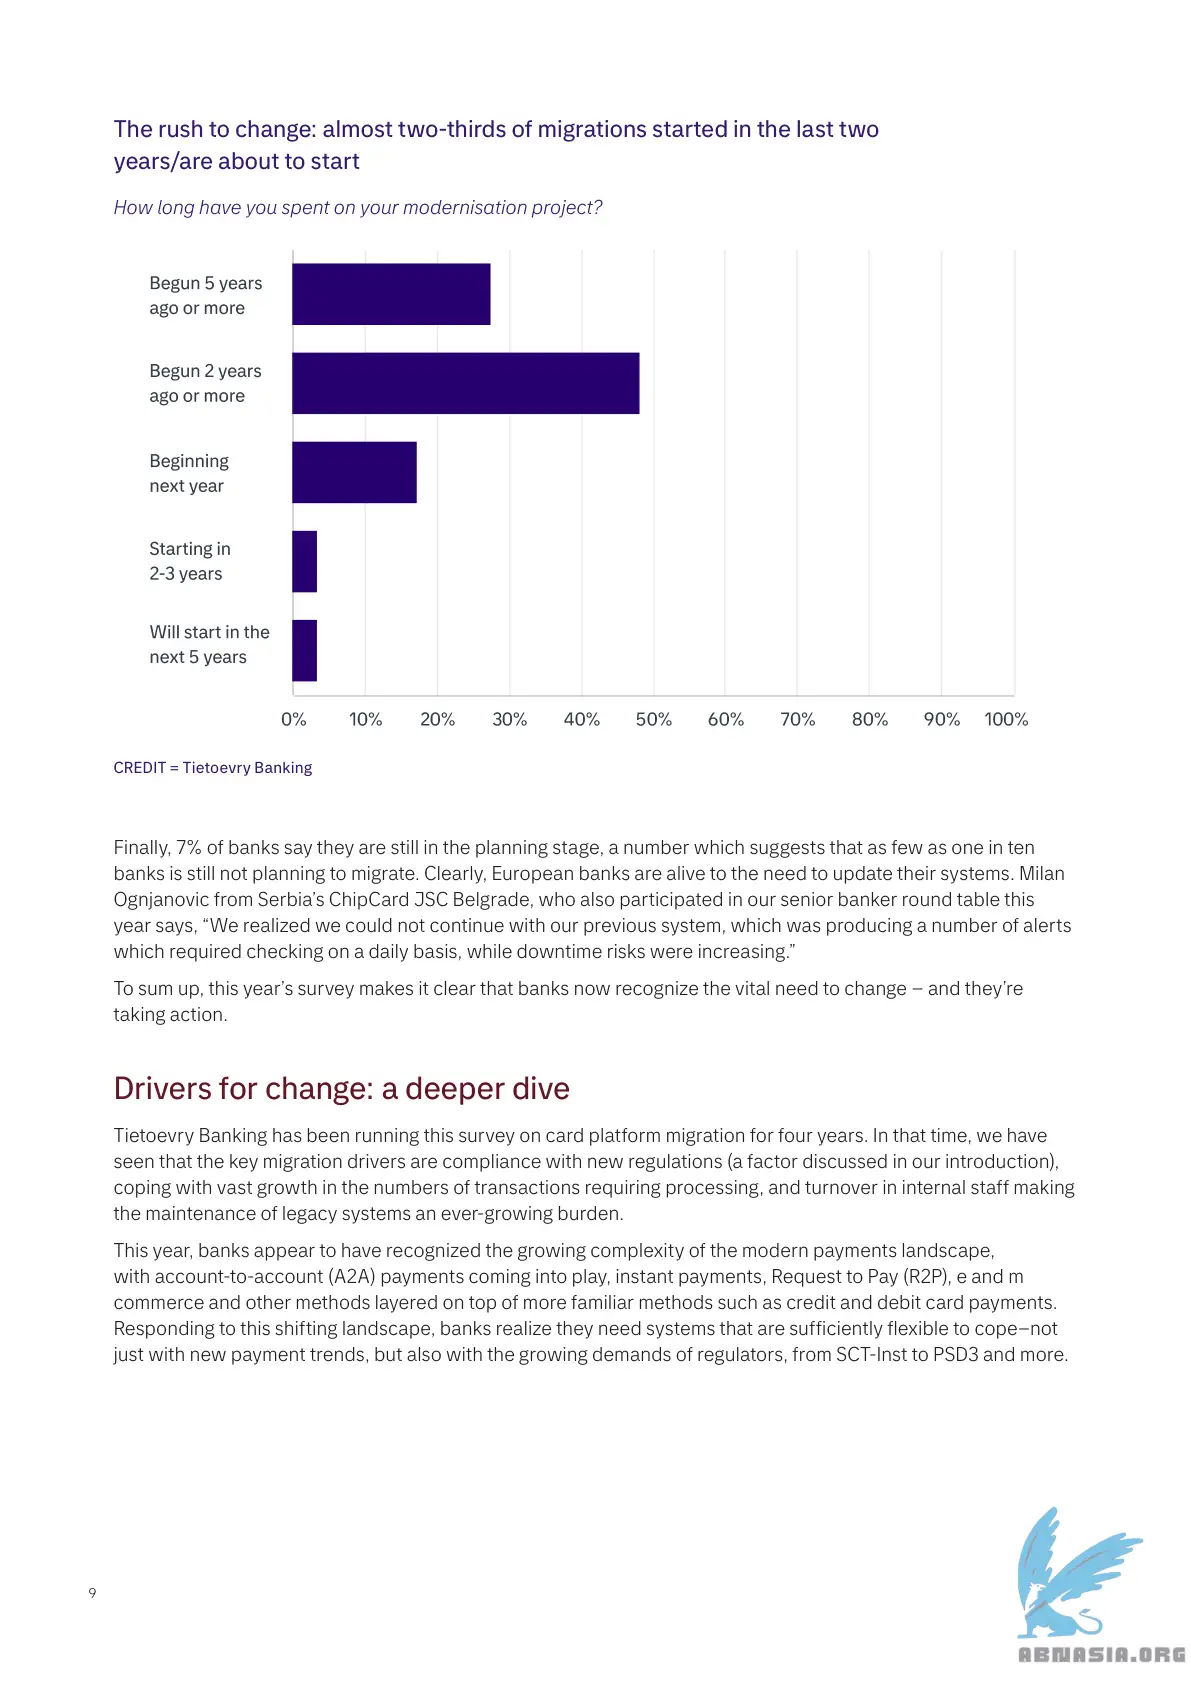 The rush to change: almost two-thirds of migrations started in the last two
years/are about to start
How long have you spent on your modernisation project?
Begun 5 years
ago or more
Begun 2 years
ago or more
Beginning
next year
Starting in
2-3 years
Will start in the
next 5 years
0% 10% 20% 30% 40% 50% 60% 70% 80% 90% 100%
CREDIT = Tietoevry Banking
Finally, 7% of banks say they are still in the planning stage, a number which suggests that as few as one in ten
banks is still not planning to migrate. Clearly, European banks are alive to the need to update their systems. Milan
Ognjanovic from Serbia’s ChipCard JSC Belgrade, who also participated in our senior banker round table this
year says, “We realized we could not continue with our previous system, which was producing a number of alerts
which required checking on a daily basis, while downtime risks were increasing.”
To sum up, this year’s survey makes it clear that banks now recognize the vital need to change – and they’re
taking action.
Drivers for change: a deeper dive
Tietoevry Banking has been running this survey on card platform migration for four years. In that time, we have
seen that the key migration drivers are compliance with new regulations (a factor discussed in our introduction),
coping with vast growth in the numbers of transactions requiring processing, and turnover in internal staff making
the maintenance of legacy systems an ever-growing burden.
This year, banks appear to have recognized the growing complexity of the modern payments landscape,
with account-to-account (A2A) payments coming into play, instant payments, Request to Pay (R2P), e and m
commerce and other methods layered on top of more familiar methods such as credit and debit card payments.
Responding to this shifting landscape, banks realize they need systems that are sufficiently flexible to cope–not
just with new payment trends, but also with the growing demands of regulators, from SCT-Inst to PSD3 and more.
9
ABNASIA.ORG